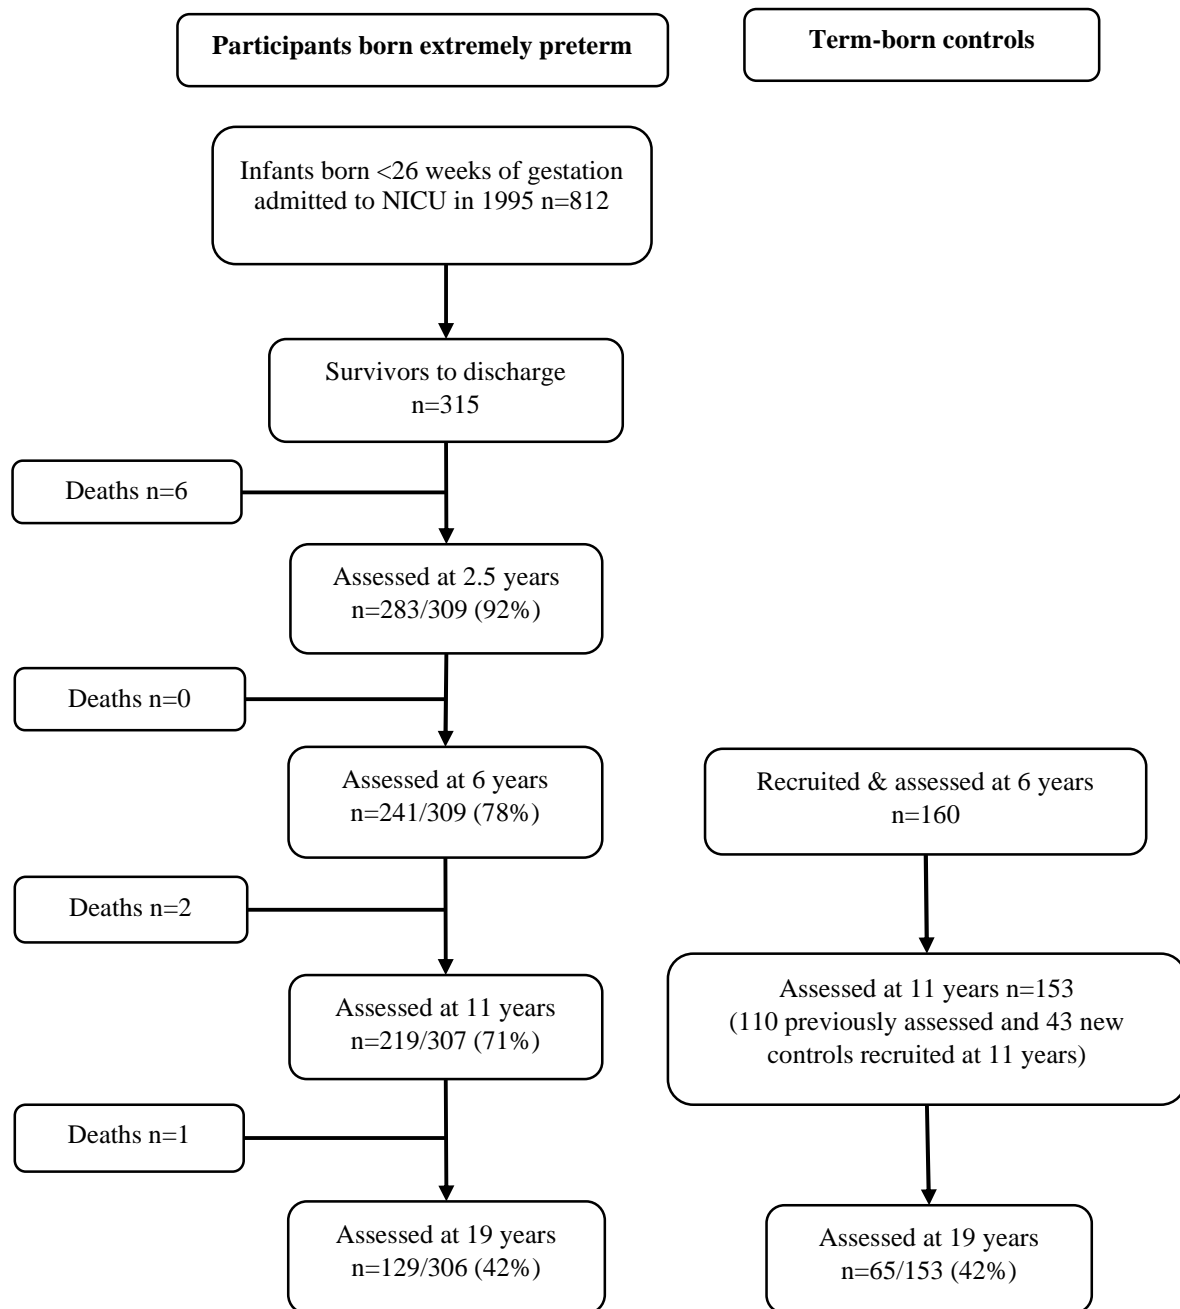 Participants born extremely preterm
Term-born controls
Infants born <26 weeks of gestation
admitted to NICU in 1995 n=812
Survivors to discharge
n=315
Deaths n=6
Assessed at 2.5 years
n=283/309 (92%)
Deaths n=0
Assessed at 6 years
n=241/309 (78%)
Recruited & assessed at 6 years
n=160
Deaths n=2
Assessed at 11 years
n=219/307 (71%)
Assessed at 11 years n=153
(110 previously assessed and 43 new
controls recruited at 11 years)
Deaths n=1
Assessed at 19 years
n=129/306 (42%)
Assessed at 19 years
n=65/153 (42%)